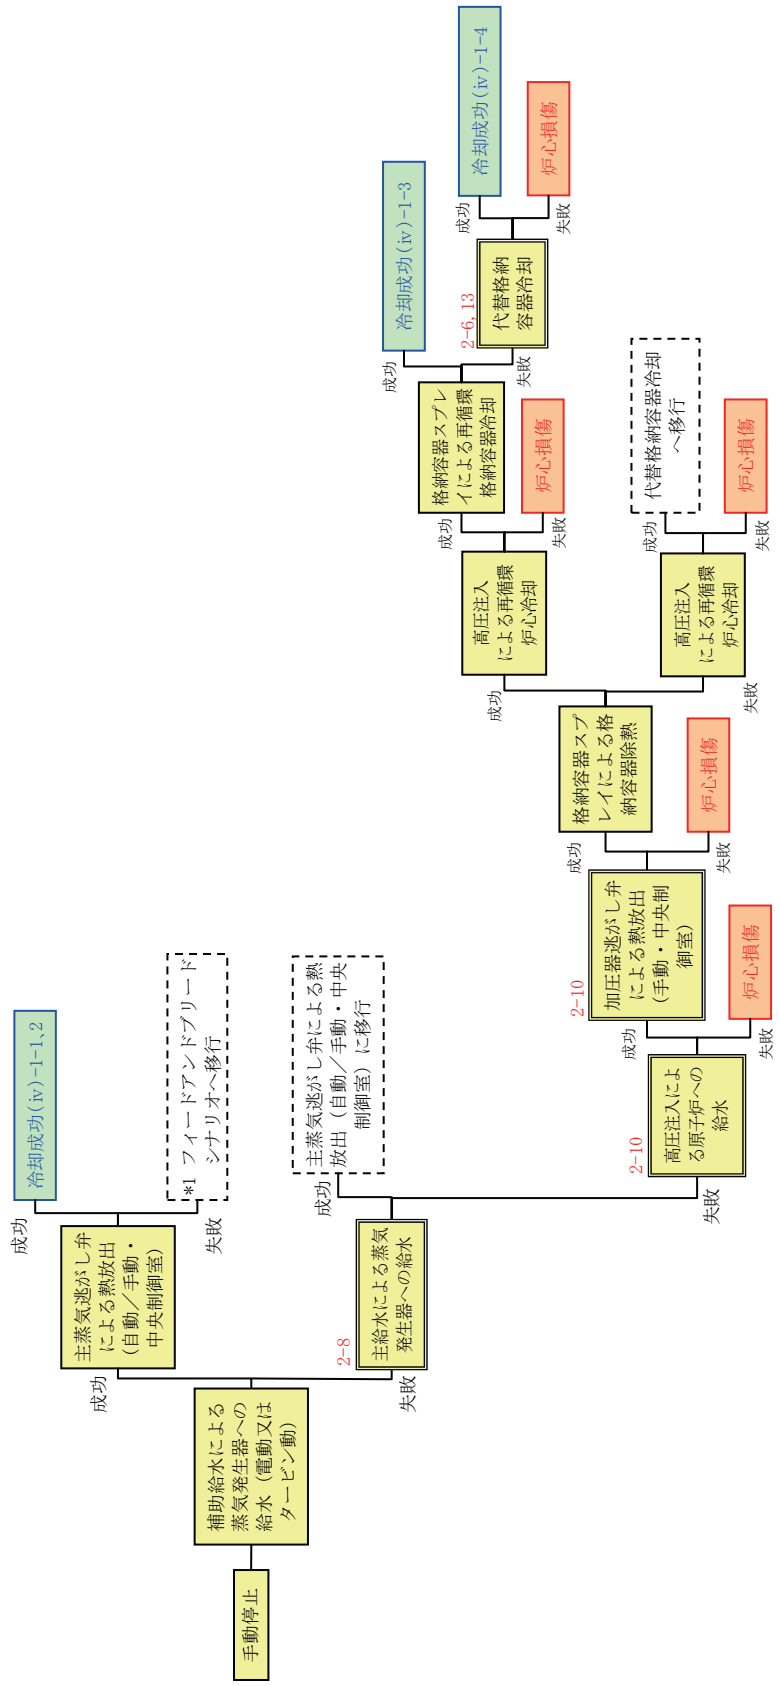 手動停止
補助給水による
蒸気発生器への
給水（電動又は
タービン動）
成功
失敗
主蒸気逃がし弁
による熱放出
(自動／手動・
中央制御室）
成功
失敗
冷却成功(iv)-1-1、2
*1 フィードアンドブリード
シナリオへ移行
2-8
主給水による蒸気
発生器への給水
成功
失敗
主蒸気逃がし弁による熱
放出（自動／手動・中央
制御室）に移行
2-10
高圧注入によ
る原子炉への
給水
成功
失敗
炉心損傷
2-10
加圧器逃がし弁
による熱放出
(手動・中央制
御室）
成功
失敗
炉心損傷
格納容器スプ
レイによる格
納容器除熱
成功
失敗
高圧注入
による再循環
炉心冷却
成功
失敗
炉心損傷
格納容器スプレ
イによる再循環
格納容器冷却
成功
失敗
冷却成功(iv)-1-3
2-6, 13
代替格納
容器冷却
成功
失敗
冷却成功(iv)-1-4
炉心損傷
高圧注入
による再循環
炉心冷却
成功
失敗
代替格納容器冷却
へ移行
炉心損傷